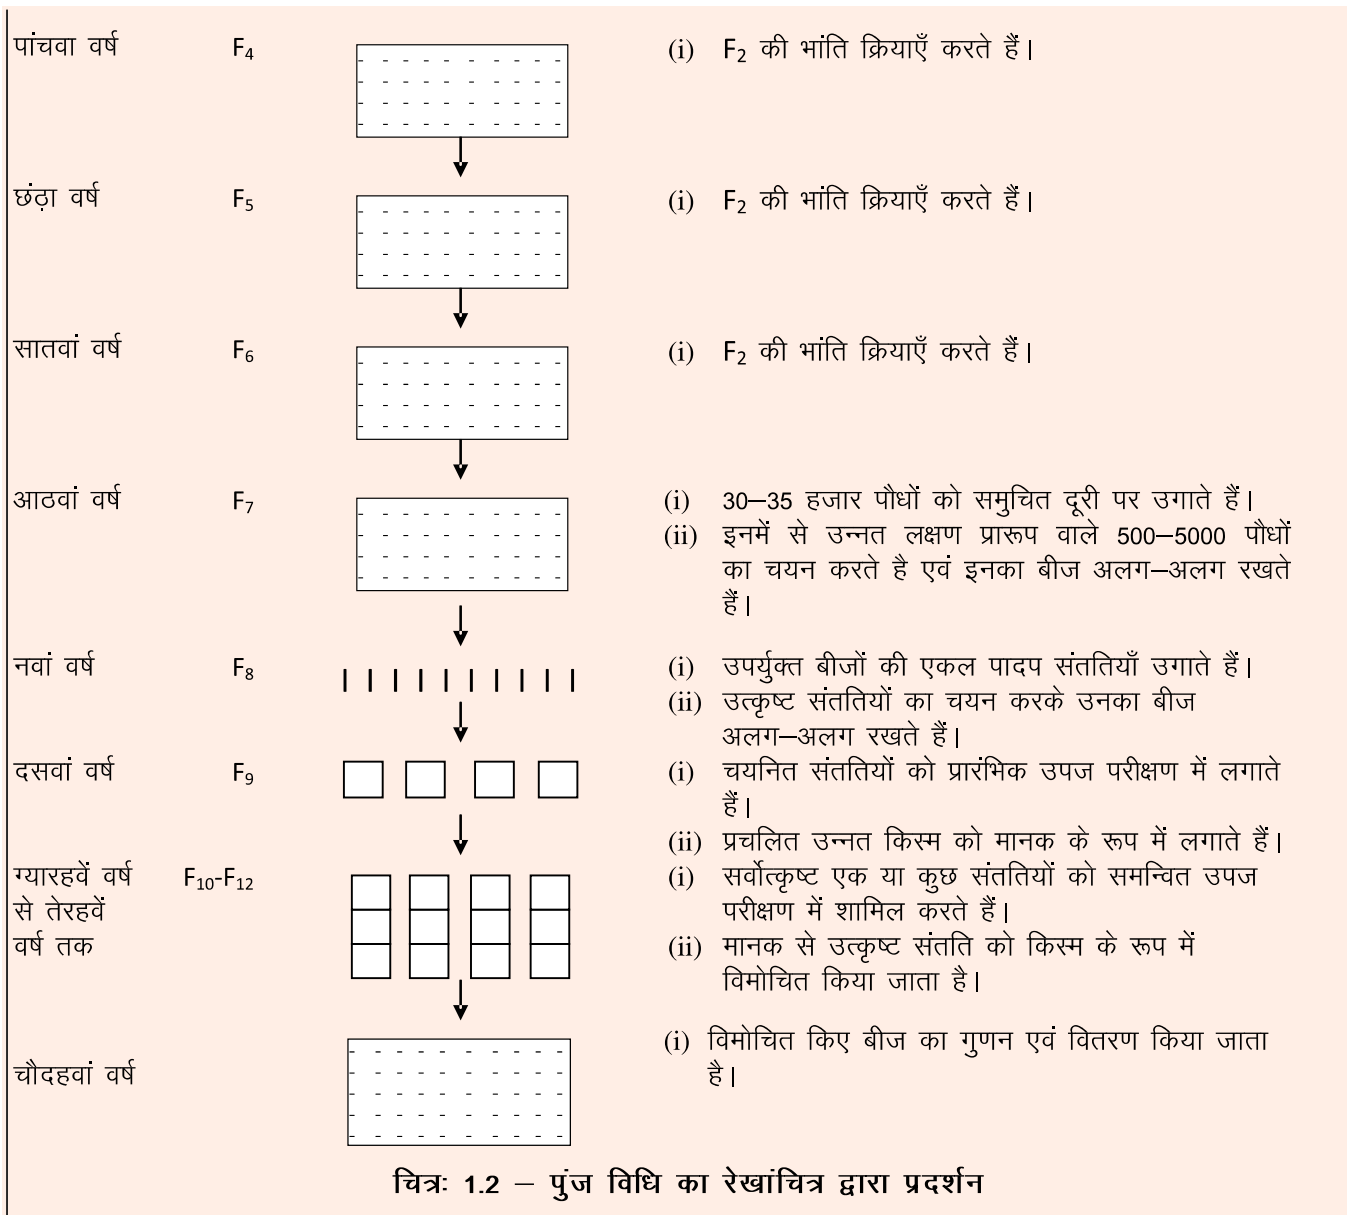 पांचवा वर्ष F₄ (i) F₂ की भांति क्रियाएँ करते हैं।
छंठ़ा वर्ष F₅ (i) F₂ की भांति क्रियाएँ करते हैं।
सातवां वर्ष F₆ (i) F₂ की भांति क्रियाएँ करते हैं।
आठवां वर्ष F₇ (i) 30–35 हजार पौधों को समुचित दूरी पर उगाते हैं।
(ii) इनमें से उन्नत लक्षण प्रारूप वाले 500–5000 पौधों
का चयन करते है एवं इनका बीज अलग–अलग रखते
हैं।
नवां वर्ष F₈ (i) उपर्युक्त बीजों की एकल पादप संततियाँ उगाते हैं।
(ii) उत्कृष्ट संततियों का चयन करके उनका बीज
अलग–अलग रखते हैं।
दसवां वर्ष F₉ (i) चयनित संततियों को प्रारंभिक उपज परीक्षण में लगाते
हैं।
(ii) प्रचलित उन्नत किस्म को मानक के रूप में लगाते हैं।
ग्यारहवें वर्ष F₁₀-F₁₂ (i) सर्वोत्कृष्ट एक या कुछ संततियों को समन्वित उपज
से तेरहवें परीक्षण में शामिल करते हैं।
वर्ष तक (ii) मानक से उत्कृष्ट संतति को किस्म के रूप में
विमोचित किया जाता है।
(i) विमोचित किए बीज का गुणन एवं वितरण किया जाता
चौदहवां वर्ष है।
चित्रः 1.2 – पुंज विधि का रेखांचित्र द्वारा प्रदर्शन